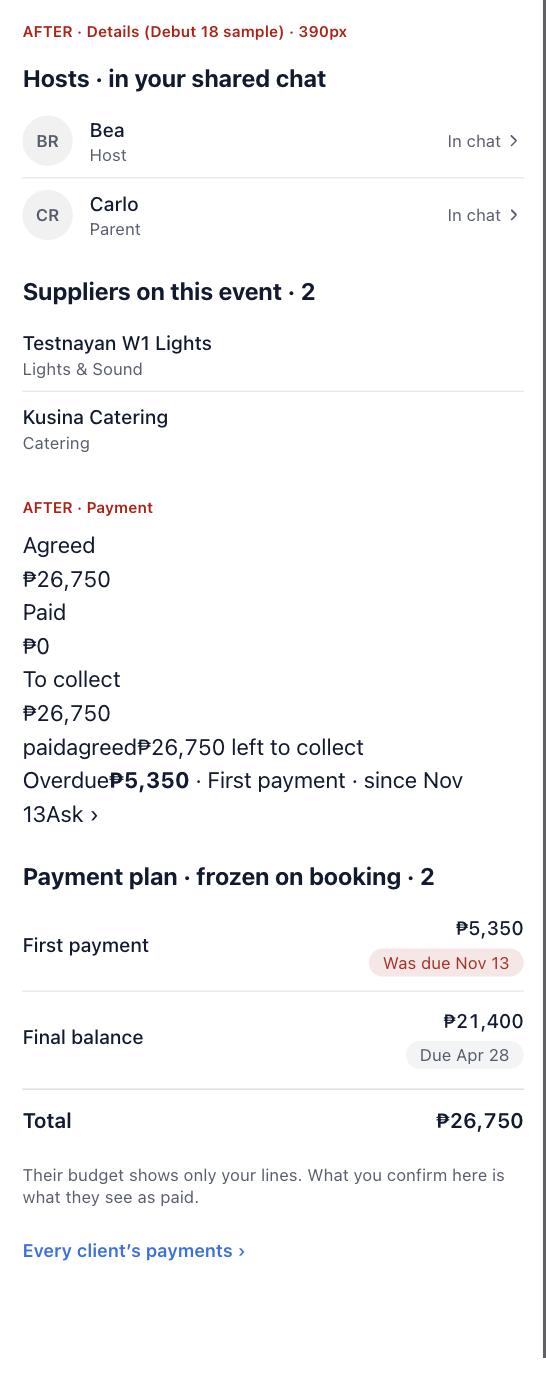 AFTER · Details (Debut 18 sample) · 390px
Hosts · in your shared chat
BR
Bea
Host
In chat ›
CR
Carlo
Parent
In chat ›
Suppliers on this event · 2
Testnayan W1 Lights
Lights & Sound
Kusina Catering
Catering
AFTER · Payment
Agreed
₱26,750
Paid
₱0
To collect
₱26,750
paidagreed₱26,750 left to collect
Overdue₱5,350 · First payment · since Nov
13Ask ›
Payment plan · frozen on booking · 2
First payment
₱5,350
Was due Nov 13
Final balance
₱21,400
Due Apr 28
Total
₱26,750
Their budget shows only your lines. What you confirm here is
what they see as paid.
Every client’s payments ›